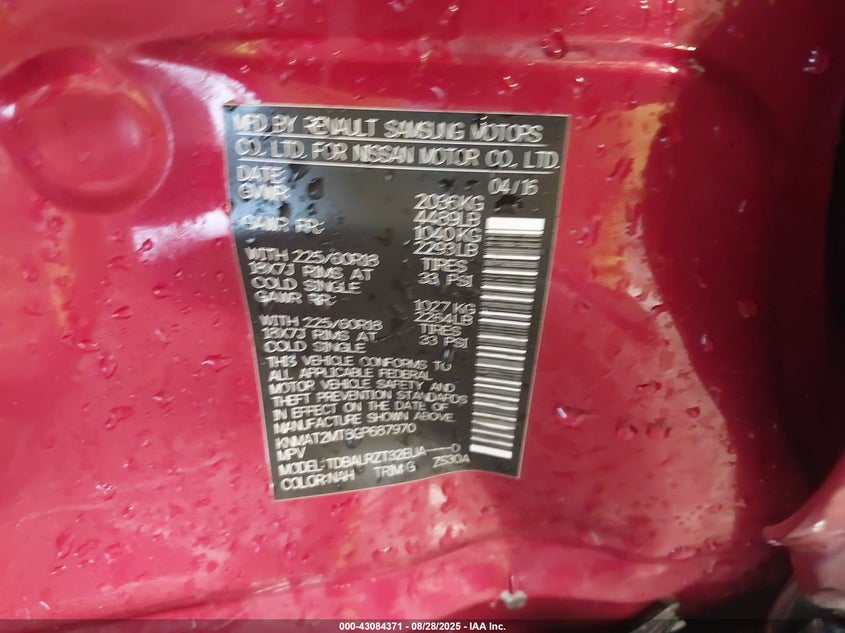 MFD. BY RENAULT SAMSUNG MOTORS
CO., LTD. FOR NISSAN MOTOR CO., LTD.
DATE: 04/16
GVWR: 2036KG
4489LB
GAWR FR: 1040KG
2293LB
WITH 225/60R18 TIRES
18X7J RIMS AT 33 PSI
COLD SINGLE
GAWR RR: 1027KG
2264LB
WITH 225/60R18 TIRES
18X7J RIMS AT 33 PSI
COLD SINGLE
THIS VEHICLE CONFORMS TO
ALL APPLICABLE FEDERAL
MOTOR VEHICLE SAFETY AND
THEFT PREVENTION STANDARDS
IN EFFECT ON THE DATE OF
MANUFACTURE SHOWN ABOVE
KNMAT2MT3GP687970
MPV
MODEL: TDBALRZT32EUA-----D
COLOR:NAH TRIM:G ZS30A
000-43084371 - 08/28/2025 - IAA Inc.